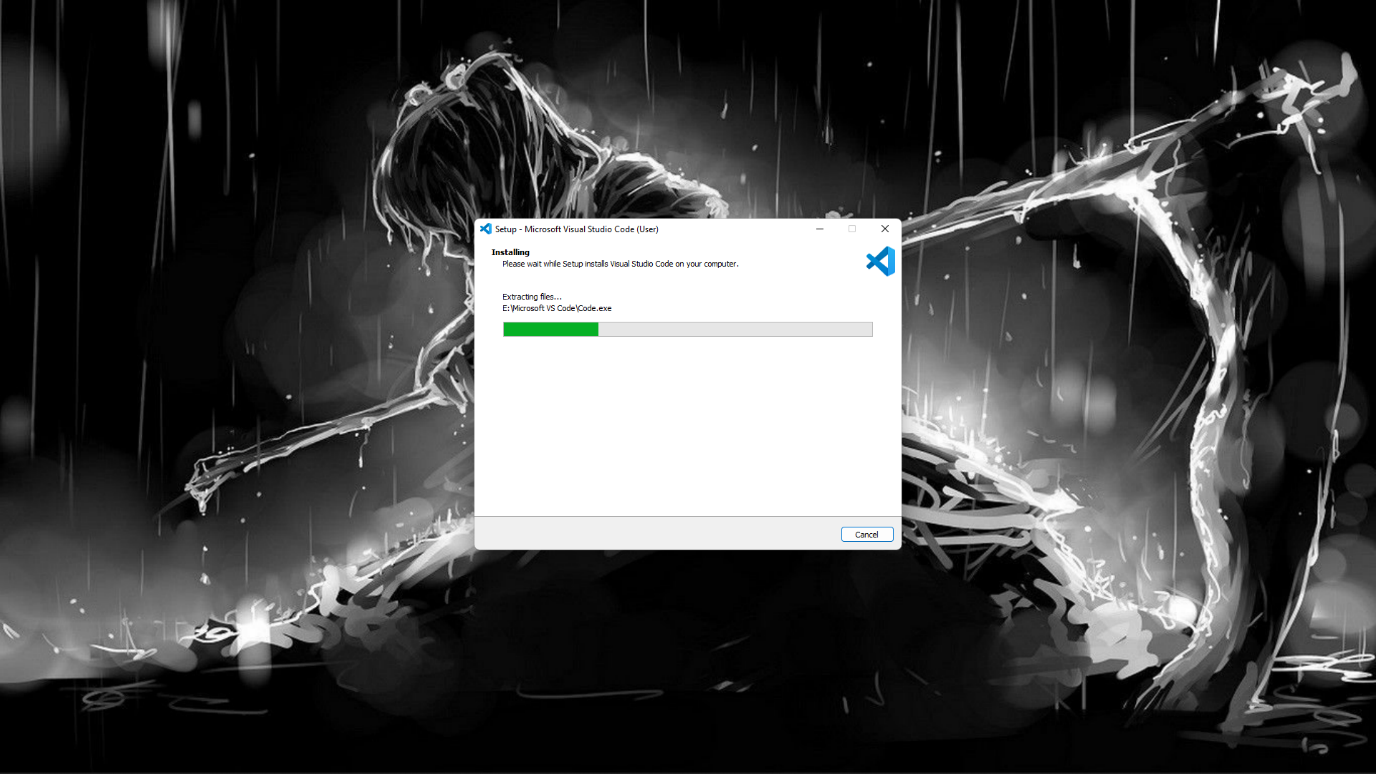 Setup - Microsoft Visual Studio Code (User)
Installing
Please wait while Setup installs Visual Studio Code on your computer.
Extracting files...
E:\Microsoft VS Code\Code.exe
Cancel